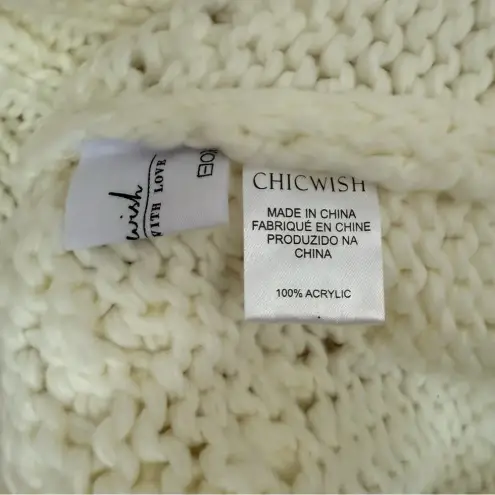 wish
WITH LOVE
CHICWISH
MADE IN CHINA
FABRIQUÉ EN CHINE
PRODUZIDO NA
CHINA
100% ACRYLIC